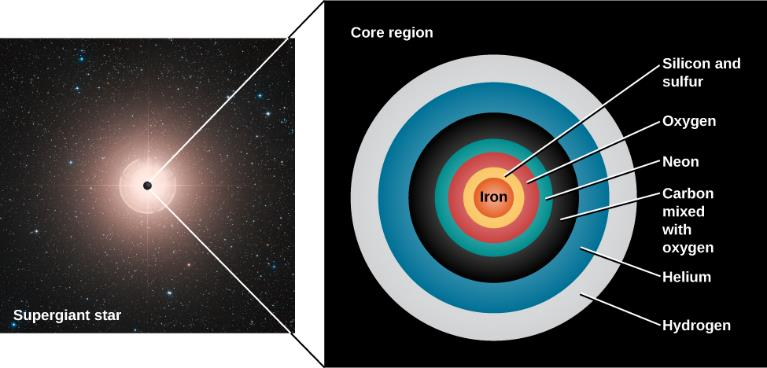 Core region
Silicon and
sulfur
Oxygen
Neon
Iron
Carbon
mixed
with
oxygen
Helium
Hydrogen
Supergiant star